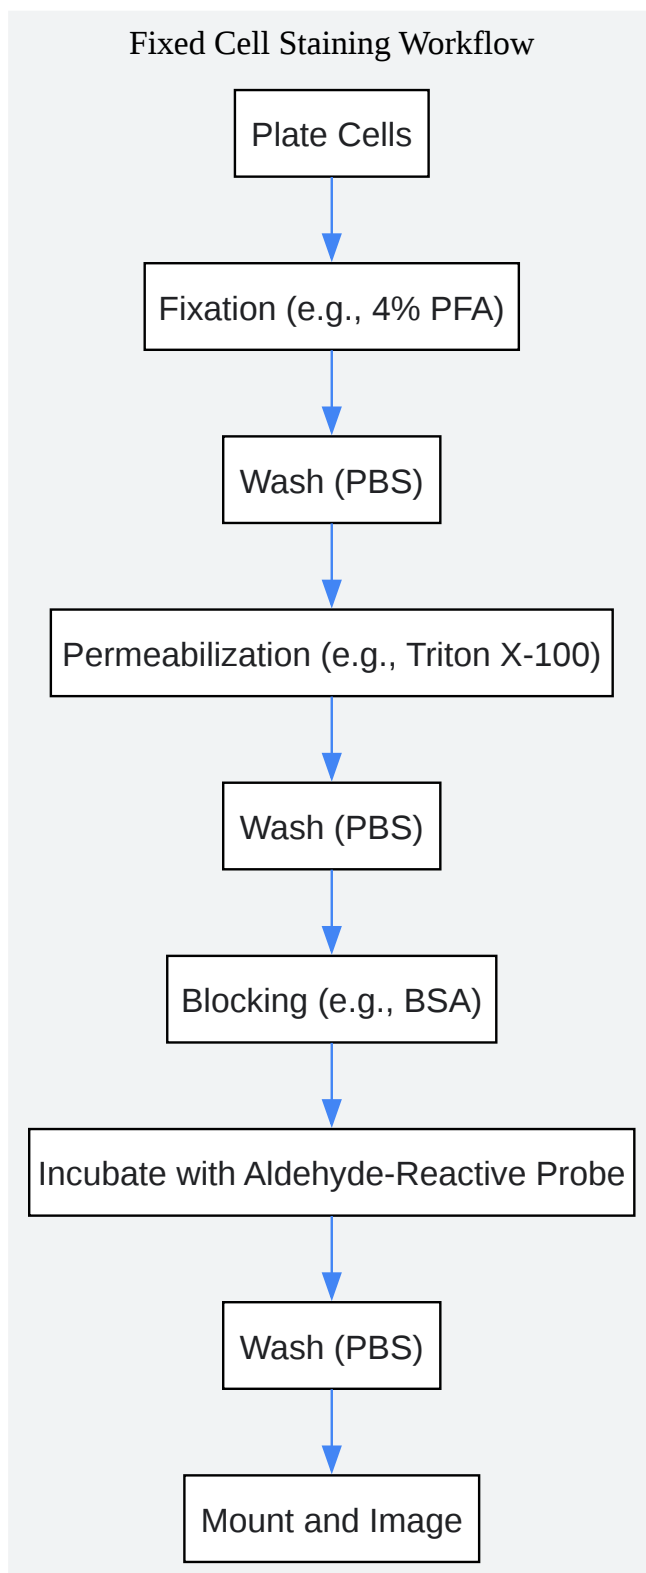 Fixed Cell Staining Workflow
Plate Cells
Fixation (e.g., 4% PFA)
Wash (PBS)
Permeabilization (e.g., Triton X-100)
Wash (PBS)
Blocking (e.g., BSA)
Incubate with Aldehyde-Reactive Probe
Wash (PBS)
Mount and Image